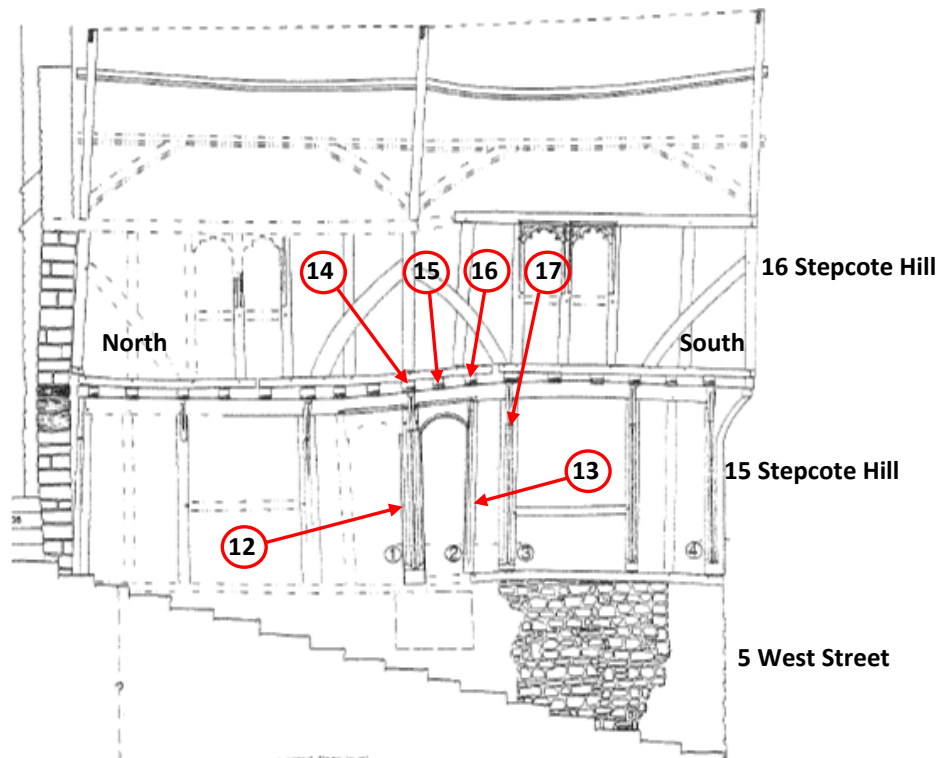 14
15
16
17
16 Stepcote Hill
North
South
13
15 Stepcote Hill
12
①
②
③
④
5 West Street
?